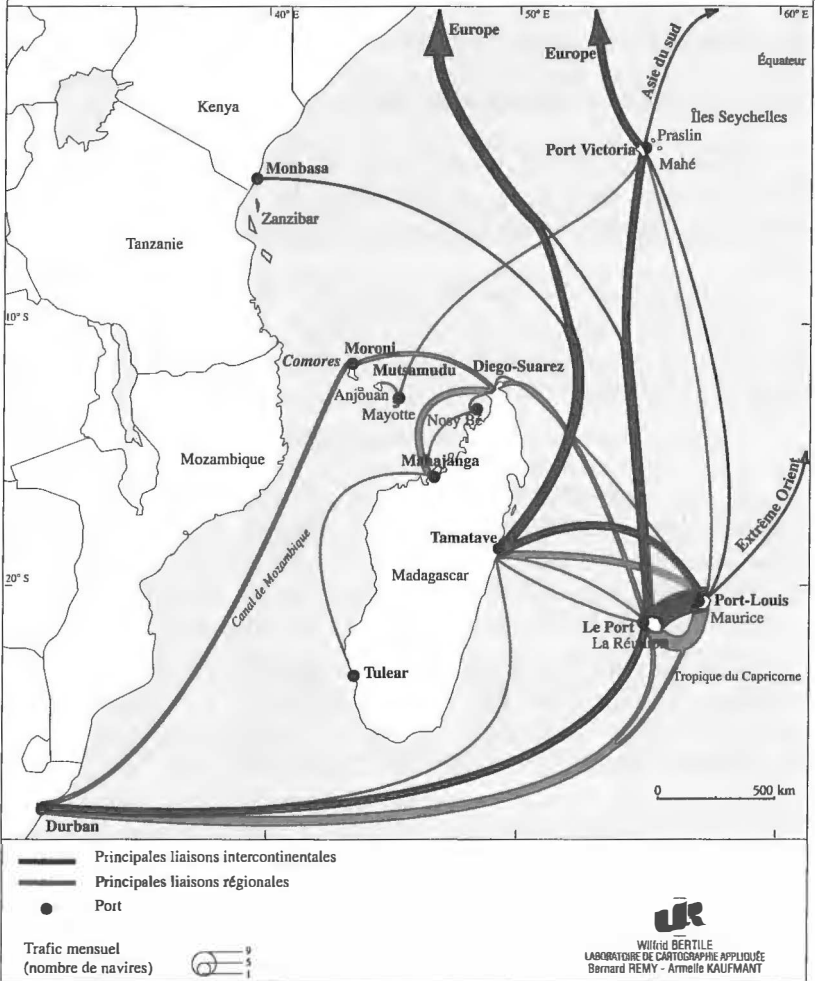 40° E
50° E
60° E
Europe
Europe
Asie du sud
Équateur
Kenya
Îles Seychelles
Praslin
Port Victoria
Mahé
Monbasa
Zanzibar
Tanzanie
10° S
Moroni
Comores
Mutsamudu
Diego-Suarez
Anjouan
Mayotte
Nosy Bé
Mozambique
Mahajanga
Extrême Orient
Canal de Mozambique
Tamatave
Madagascar
20° S
Port-Louis
Maurice
Le Port
La Réunion
Tulear
Tropique du Capricorne
0 500 km
Durban
Principales liaisons intercontinentales
Principales liaisons régionales
Port
Trafic mensuel
(nombre de navires)
9
5
1
UR
Wilfrid BERTILE
LABORATOIRE DE CARTOGRAPHIE APPLIQUÉE
Bernard REMY - Armelle KAUFMANT